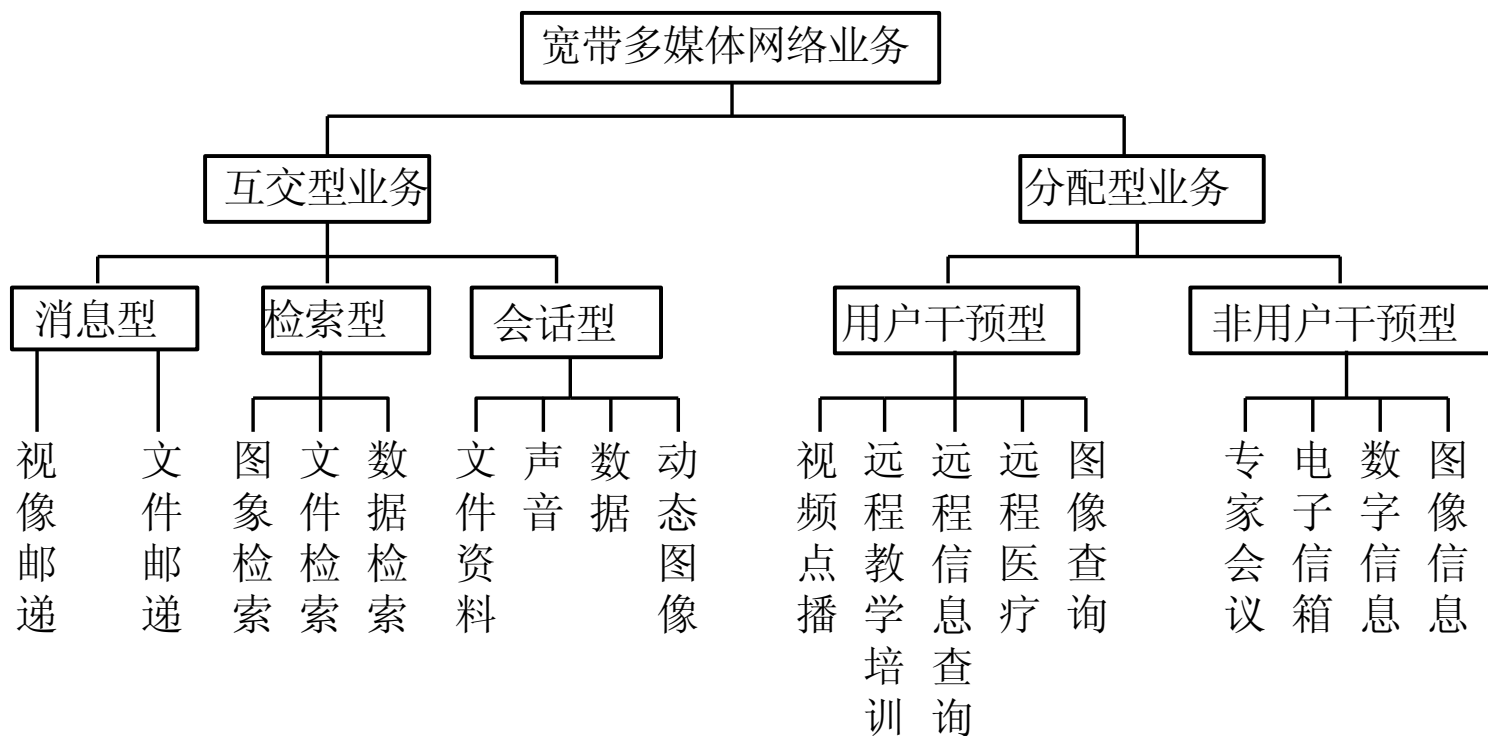 宽带多媒体网络业务
互交型业务
分配型业务
消息型
检索型
会话型
用户干预型
非用户干预型
视像邮递
文件邮递
图象检索
文件检索
数据检索
文件资料
声音
数据
动态图像
视频点播
远程教学培训
远程信息查询
远程医疗
图像查询
专家会议
电子信箱
数字信息
图像信息